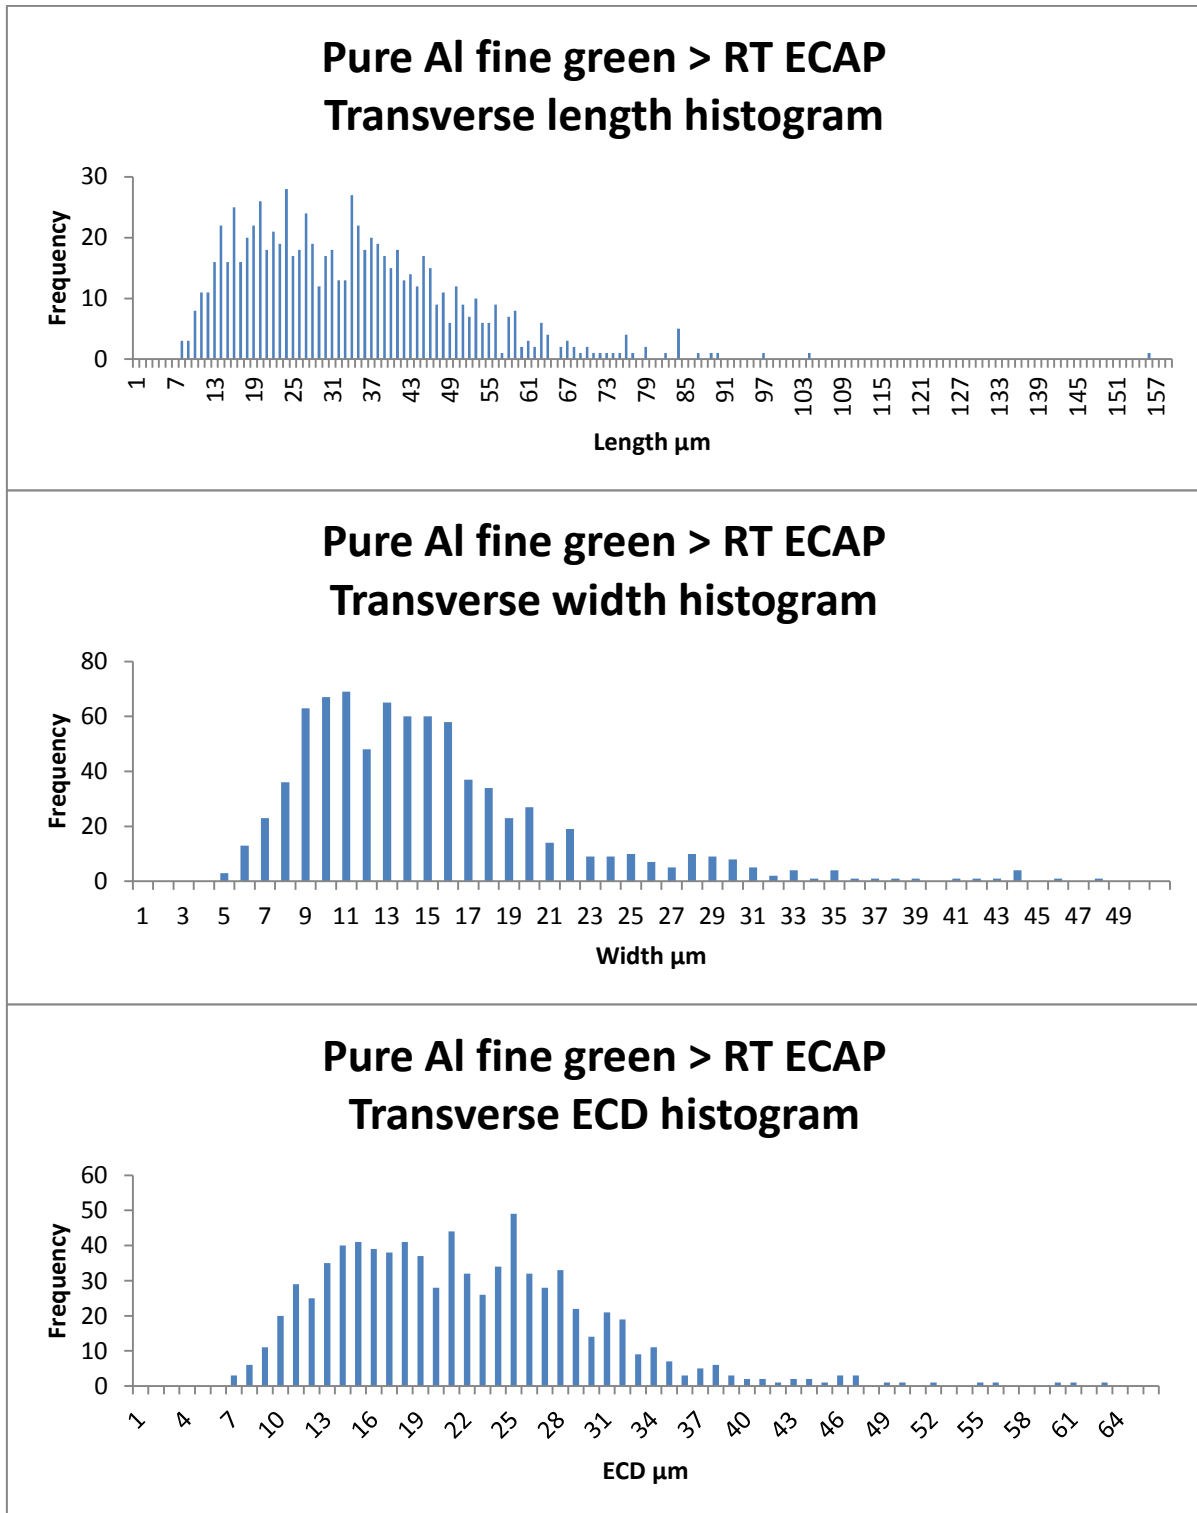 Pure Al fine green > RT ECAP
Transverse length histogram
30
20
10
0
Frequency
1 7 13 19 25 31 37 43 49 55 61 67 73 79 85 91 97 103 109 115 121 127 133 139 145 151 157
Length µm
Pure Al fine green > RT ECAP
Transverse width histogram
80
60
40
20
0
Frequency
1 3 5 7 9 11 13 15 17 19 21 23 25 27 29 31 33 35 37 39 41 43 45 47 49
Width µm
Pure Al fine green > RT ECAP
Transverse ECD histogram
60
50
40
30
20
10
0
Frequency
1 4 7 10 13 16 19 22 25 28 31 34 37 40 43 46 49 52 55 58 61 64
ECD µm